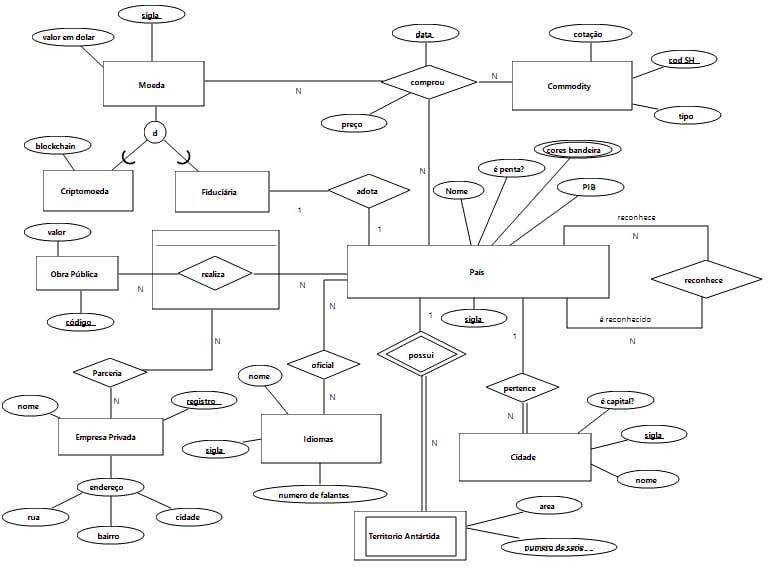 sigla
valor em dolar
data
cotação
cod SH
Moeda
N
comprou
N
Commodity
preço
tipo
d
blockchain
cores bandeira
é penta?
N
Criptomoeda
Fiduciária
adota
Nome
PIB
1
reconhece
valor
1
N
Obra Pública
realiza
País
reconhece
N
N
N
código
1
sigla
é reconhecido
N
N
1
possui
Parceria
oficial
nome
pertence
N
N
é capital?
nome
registro
N
Empresa Privada
sigla
Idiomas
N
sigla
Cidade
nome
endereço
numero de falantes
rua
cidade
bairro
area
Territorio Antártida
numero de serie